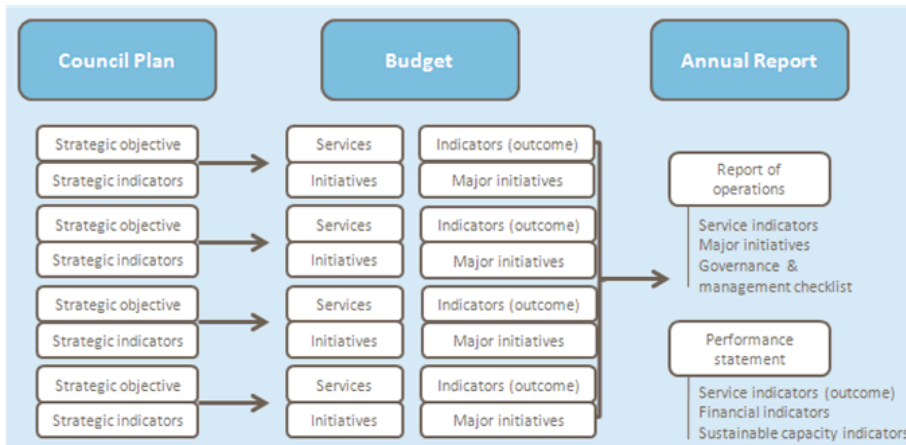 Council Plan
Budget
Annual Report
Strategic objective
Strategic indicators
Services
Initiatives
Indicators (outcome)
Major initiatives
Strategic objective
Strategic indicators
Services
Initiatives
Indicators (outcome)
Major initiatives
Strategic objective
Strategic indicators
Services
Initiatives
Indicators (outcome)
Major initiatives
Strategic objective
Strategic indicators
Services
Initiatives
Indicators (outcome)
Major initiatives
Report of
operations
Service indicators
Major initiatives
Governance &
management checklist
Performance
statement
Service indicators (outcome)
Financial indicators
Sustainable capacity indicators